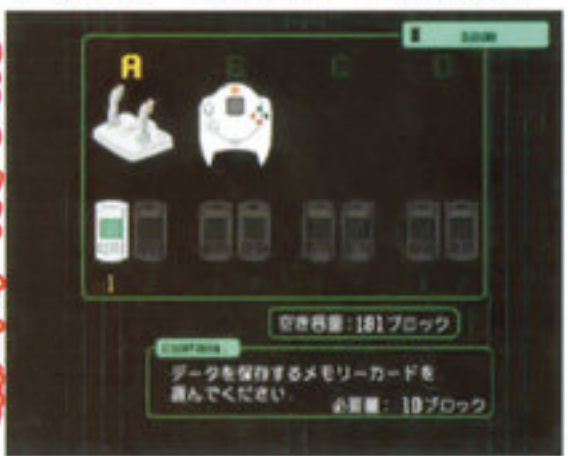 A B C D
1
空き容量:181ブロック
データを保存するメモリーカードを
選んでください
必要量: 10ブロック